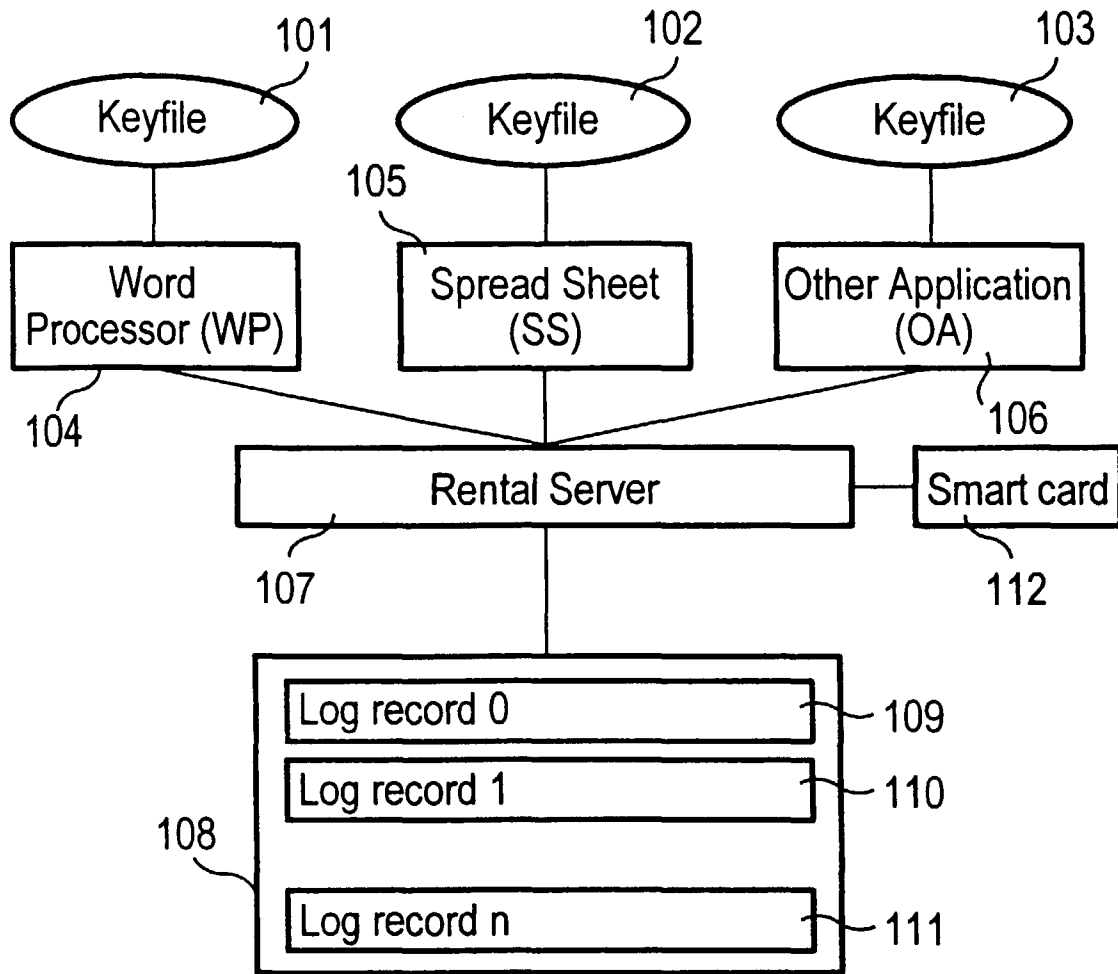 101
102
103
Keyfile
Keyfile
Keyfile
105
Word
Processor (WP)
Spread Sheet
(SS)
Other Application
(OA)
104
106
Rental Server
Smart card
107
112
Log record 0
109
Log record 1
110
108
Log record n
111